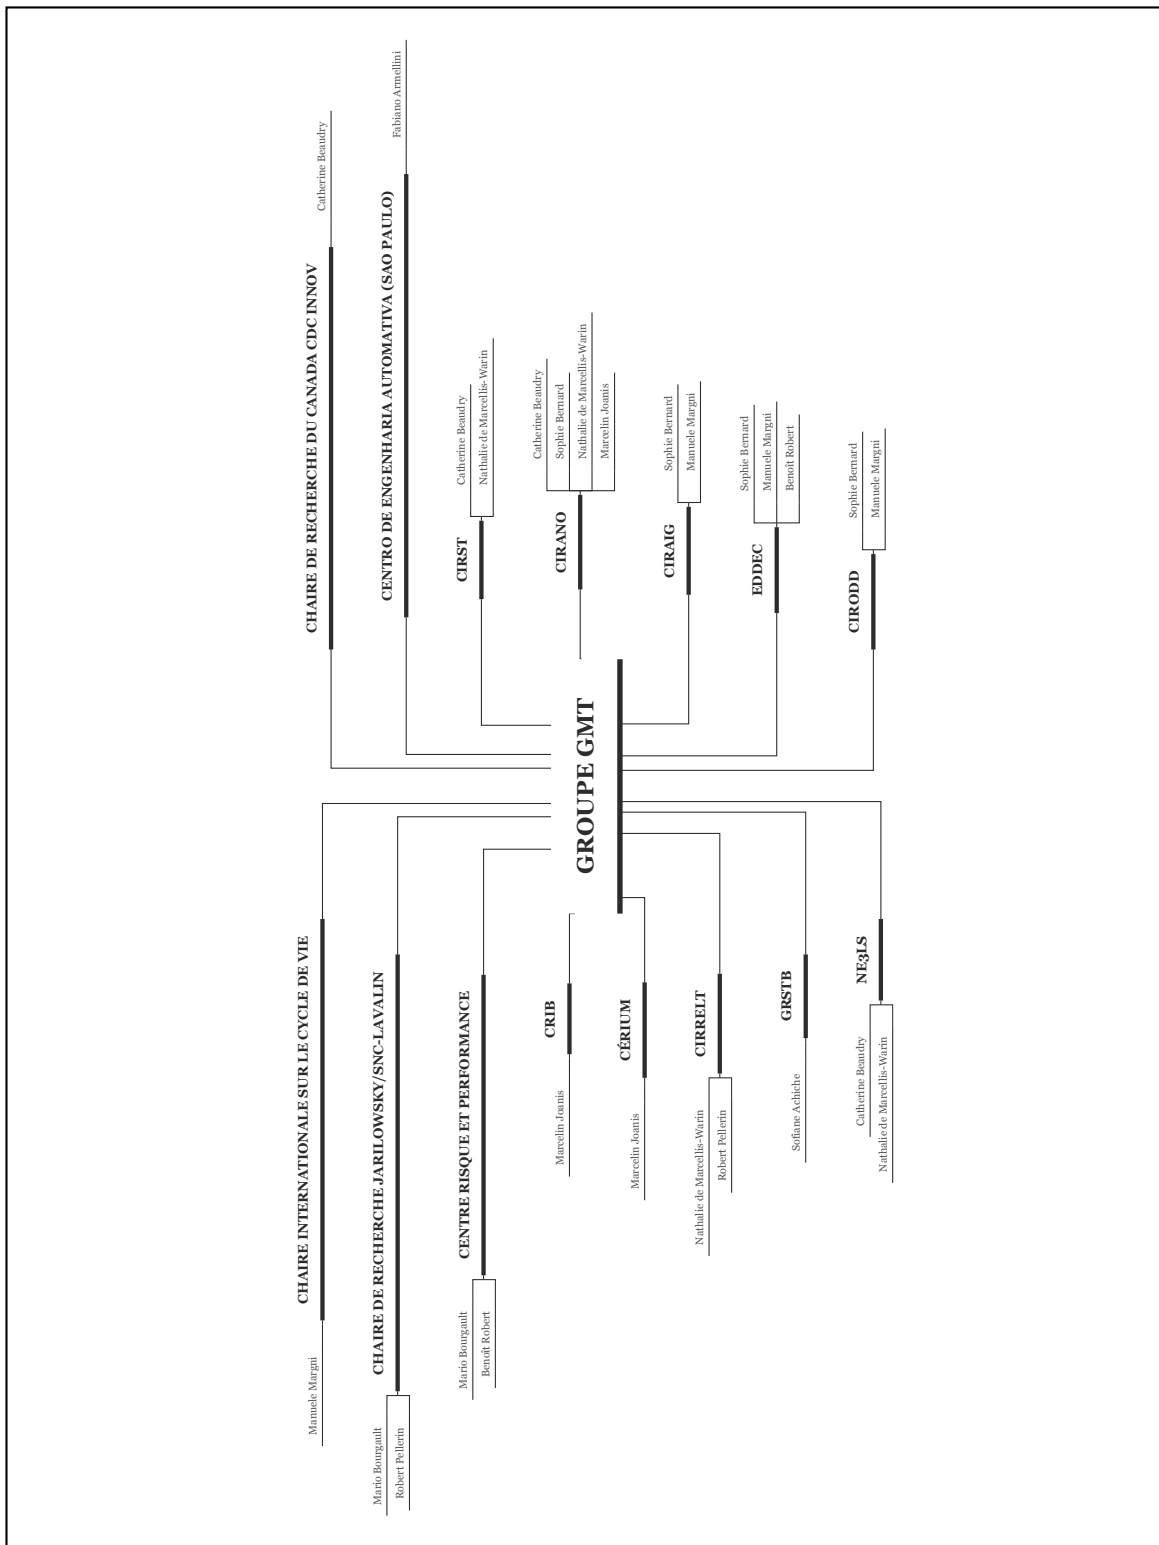 CHAIRE INTERNATIONALE SUR LE CYCLE DE VIE
Manuele Margni
CHAIRE DE RECHERCHE JARILOWSKY/SNC-LAVALIN
Mario Bourgault
Robert Pellerin
CENTRE RISQUE ET PERFORMANCE
Mario Bourgault
Benoît Robert
CRIB
Marcelin Joanis
CÉRIUM
Marcelin Joanis
CIRRELT
Nathalie de Marcellis-Warin
Robert Pellerin
GRSTB
Sofiane Achiche
NE3LS
Catherine Beaudry
Nathalie de Marcellis-Warin
GROUPE GMT
CHAIRE DE RECHERCHE DU CANADA CDC INNOV
Catherine Beaudry
CENTRO DE ENGENHARIA AUTOMATIVA (SAO PAULO)
Fabiano Armellini
CIRST
Catherine Beaudry
Nathalie de Marcellis-Warin
CIRANO
Catherine Beaudry
Sophie Bernard
Nathalie de Marcellis-Warin
Marcelin Joanis
CIRAIG
Sophie Bernard
Manuele Margni
EDDEC
Sophie Bernard
Manuele Margni
Benoît Robert
CIRODD
Sophie Bernard
Manuele Margni